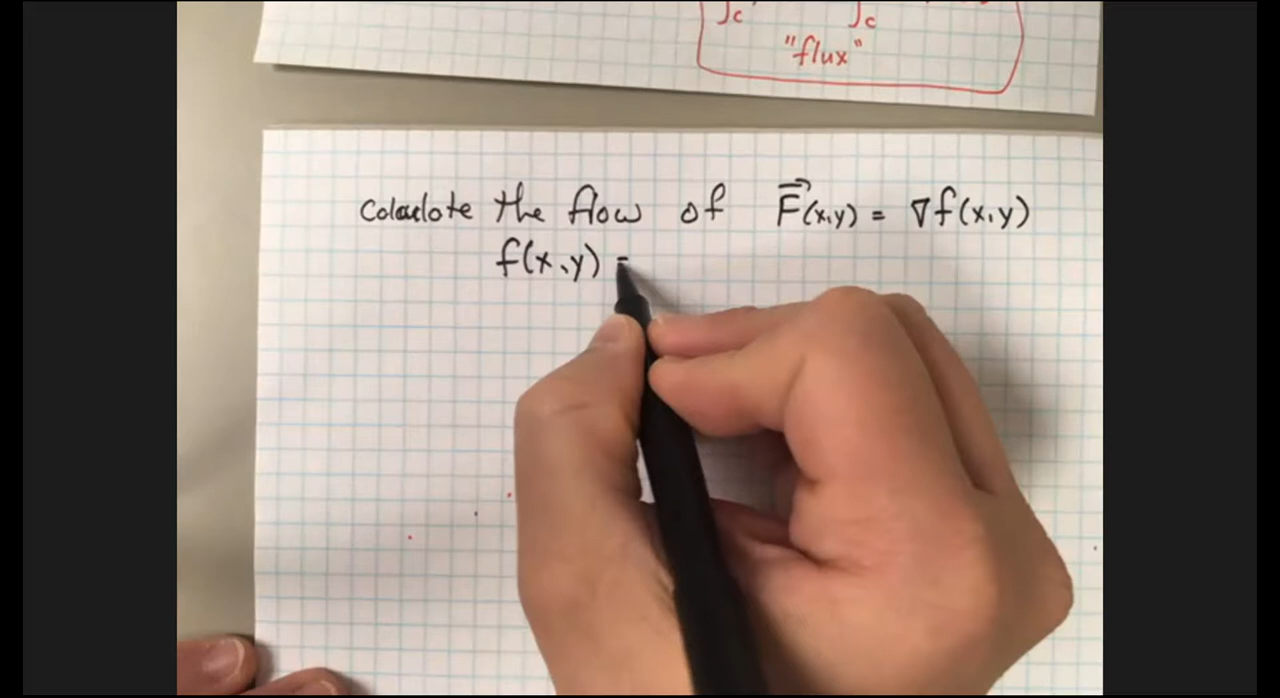 ∫c ∫c
"flux"
Calculate the flow of F⃗(x,y) = ∇f(x,y)
f(x,y) =